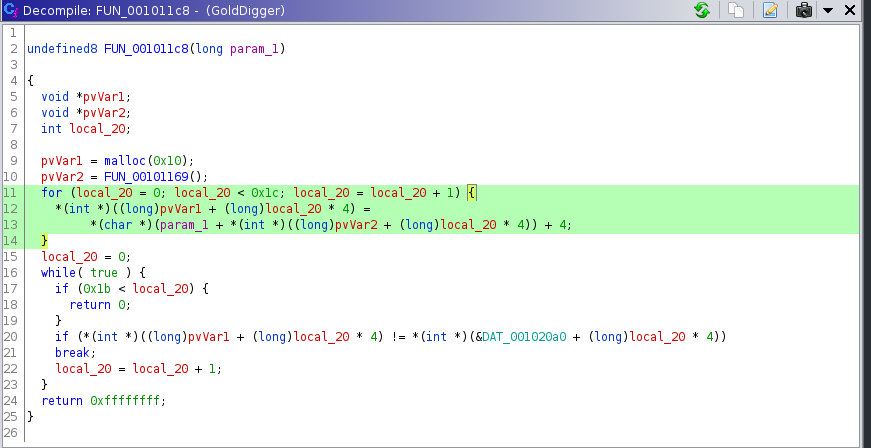 Decompile: FUN_001011c8 - (GoldDigger)
1
2 undefined8 FUN_001011c8(long param_1)
3
4 {
5 void *pvVar1;
6 void *pvVar2;
7 int local_20;
8
9 pvVar1 = malloc(0x10);
10 pvVar2 = FUN_00101169();
11 for (local_20 = 0; local_20 < 0x1c; local_20 = local_20 + 1) {
12 *(int *)((long)pvVar1 + (long)local_20 * 4) =
13 *(char *)(param_1 + *(int *)((long)pvVar2 + (long)local_20 * 4)) + 4;
14 }
15 local_20 = 0;
16 while( true ) {
17 if (0x1b < local_20) {
18 return 0;
19 }
20 if (*(int *)((long)pvVar1 + (long)local_20 * 4) != *(int *)(&DAT_001020a0 + (long)local_20 * 4))
21 break;
22 local_20 = local_20 + 1;
23 }
24 return 0xffffffff;
25 }
26